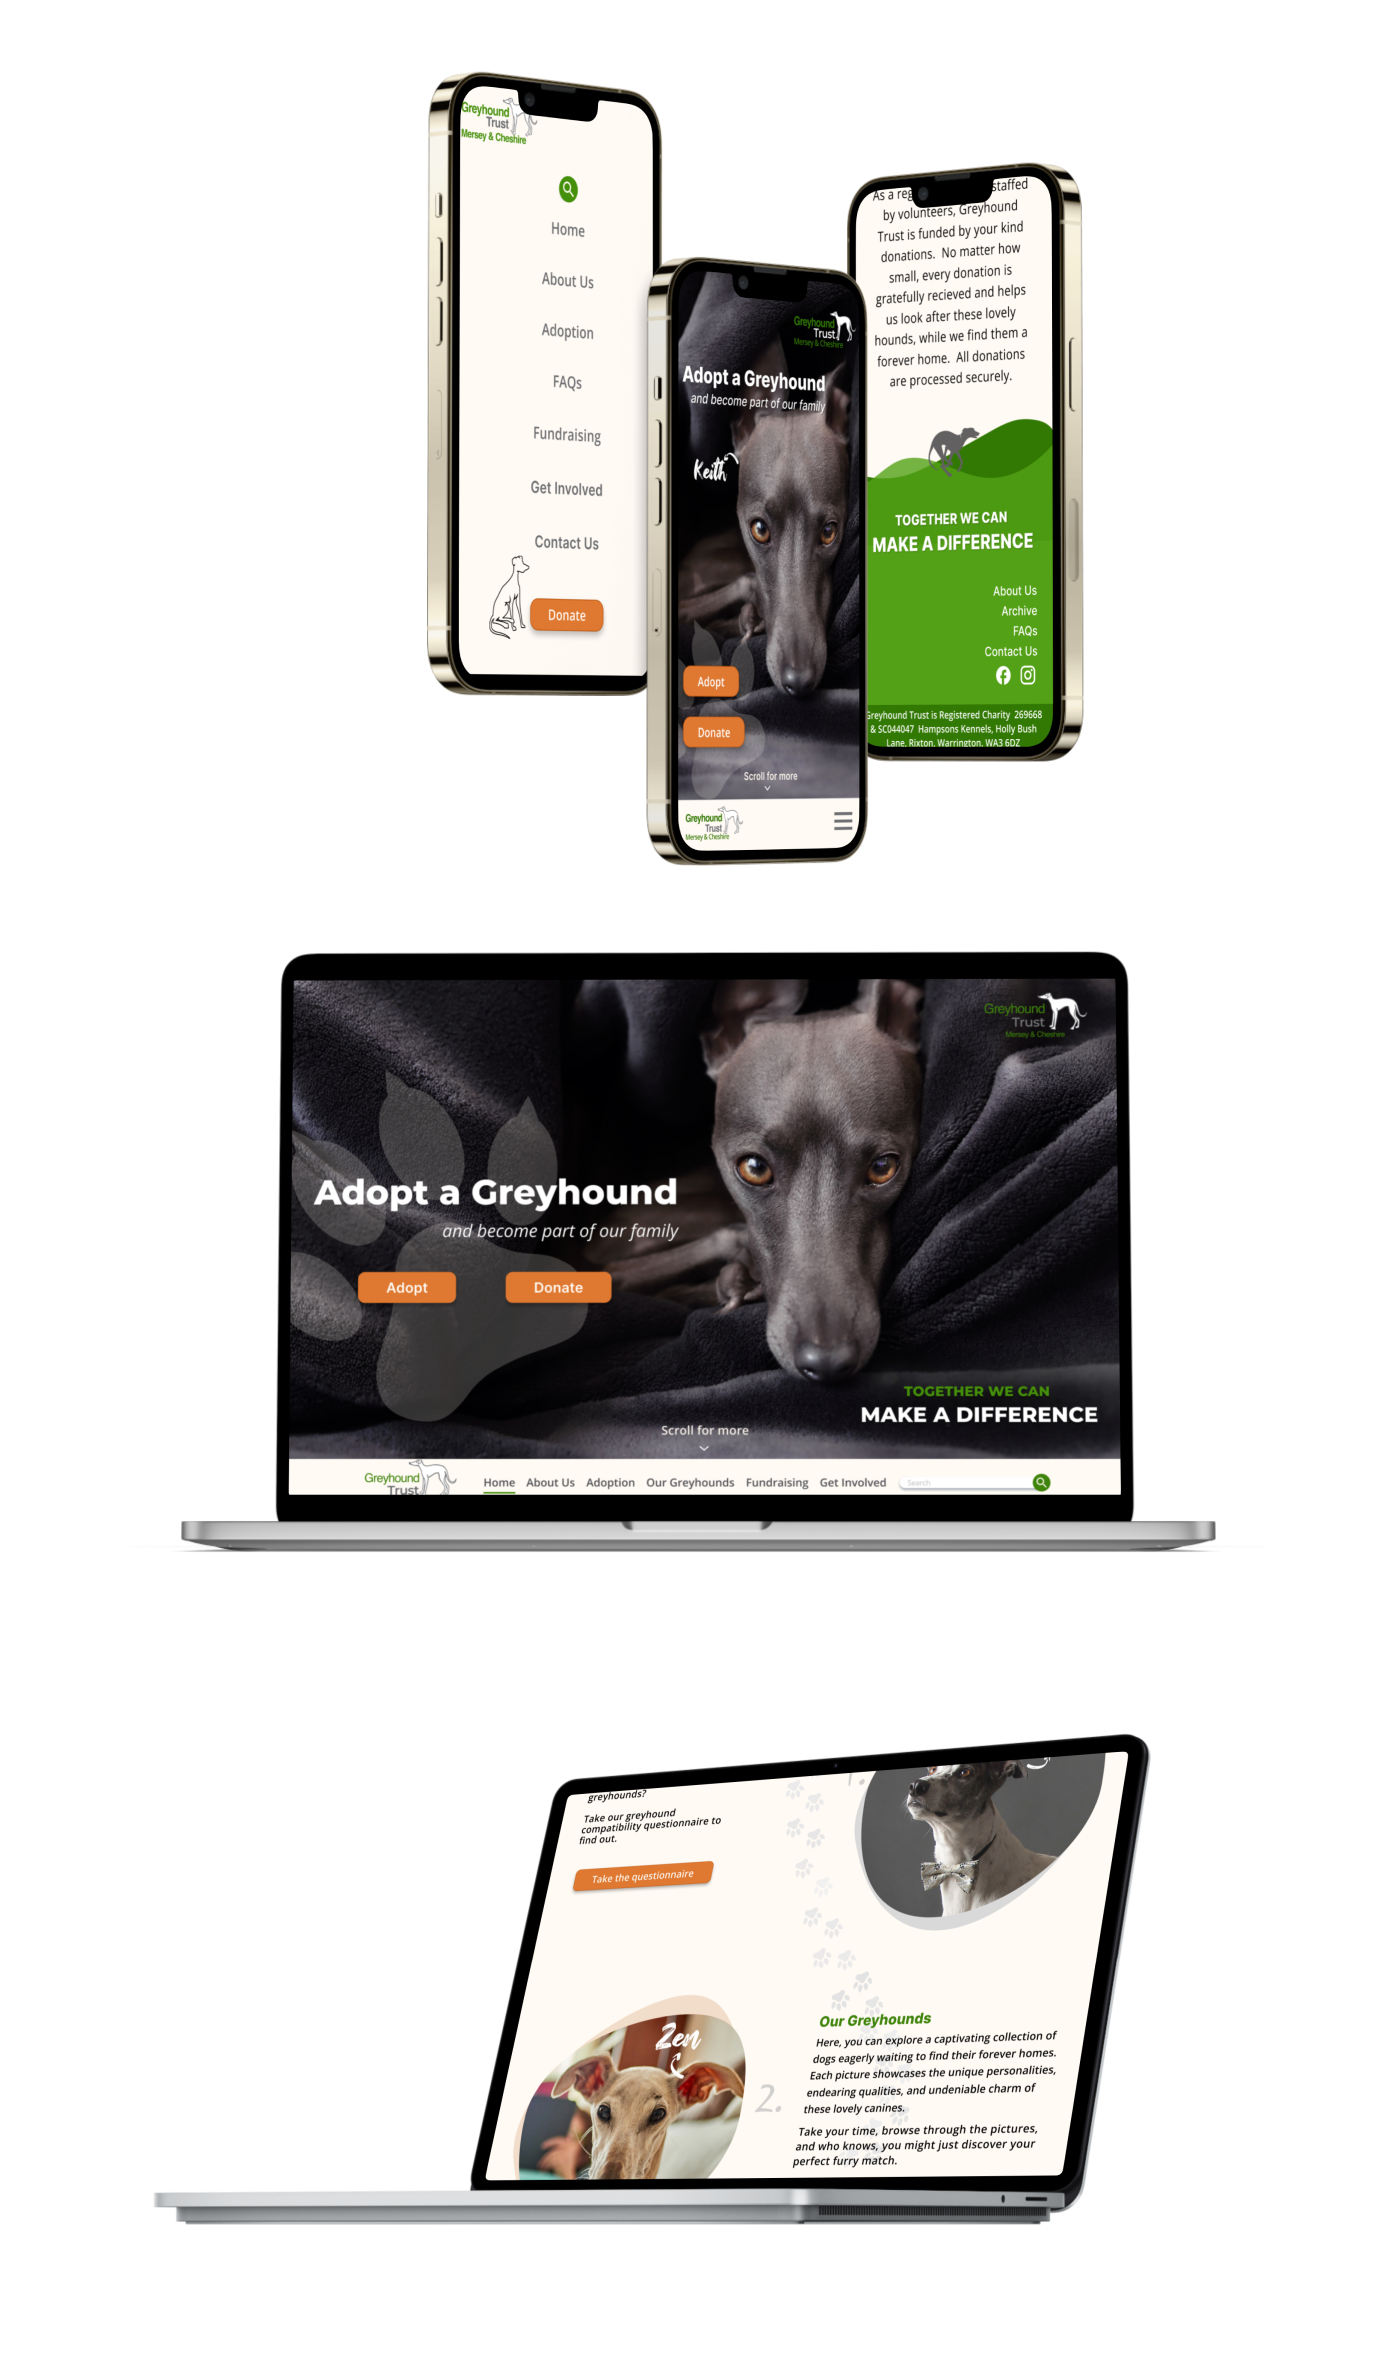 Greyhound
Trust
Mersey & Cheshire
Home
About Us
Adoption
FAQs
Fundraising
Get Involved
Contact Us
Donate
Greyhound
Trust
Mersey & Cheshire
Adopt a Greyhound
and become part of our family
Keith
Adopt
Donate
Scroll for more
Greyhound
Trust
Mersey & Cheshire
As a reg staffed
by volunteers, Greyhound
Trust is funded by your kind
donations. No matter how
small, every donation is
gratefully recieved and helps
us look after these lovely
hounds, while we find them a
forever home. All donations
are processed securely.
TOGETHER WE CAN
MAKE A DIFFERENCE
About Us
Archive
FAQs
Contact Us
Greyhound Trust is Registered Charity 269668
& SC044047 Hampsons Kennels, Holly Bush
Lane, Rixton, Warrington, WA3 6DZ
Greyhound
Trust
Mersey & Cheshire
Adopt a Greyhound
and become part of our family
Adopt
Donate
TOGETHER WE CAN
MAKE A DIFFERENCE
Scroll for more
Greyhound
Trust
Home About Us Adoption Our Greyhounds Fundraising Get Involved Search
greyhounds?
Take our greyhound
compatibility questionnaire to
find out.
Take the questionnaire
1.
Zen
2.
Our Greyhounds
Here, you can explore a captivating collection of
dogs eagerly waiting to find their forever homes.
Each picture showcases the unique personalities,
endearing qualities, and undeniable charm of
these lovely canines.
Take your time, browse through the pictures,
and who knows, you might just discover your
perfect furry match.